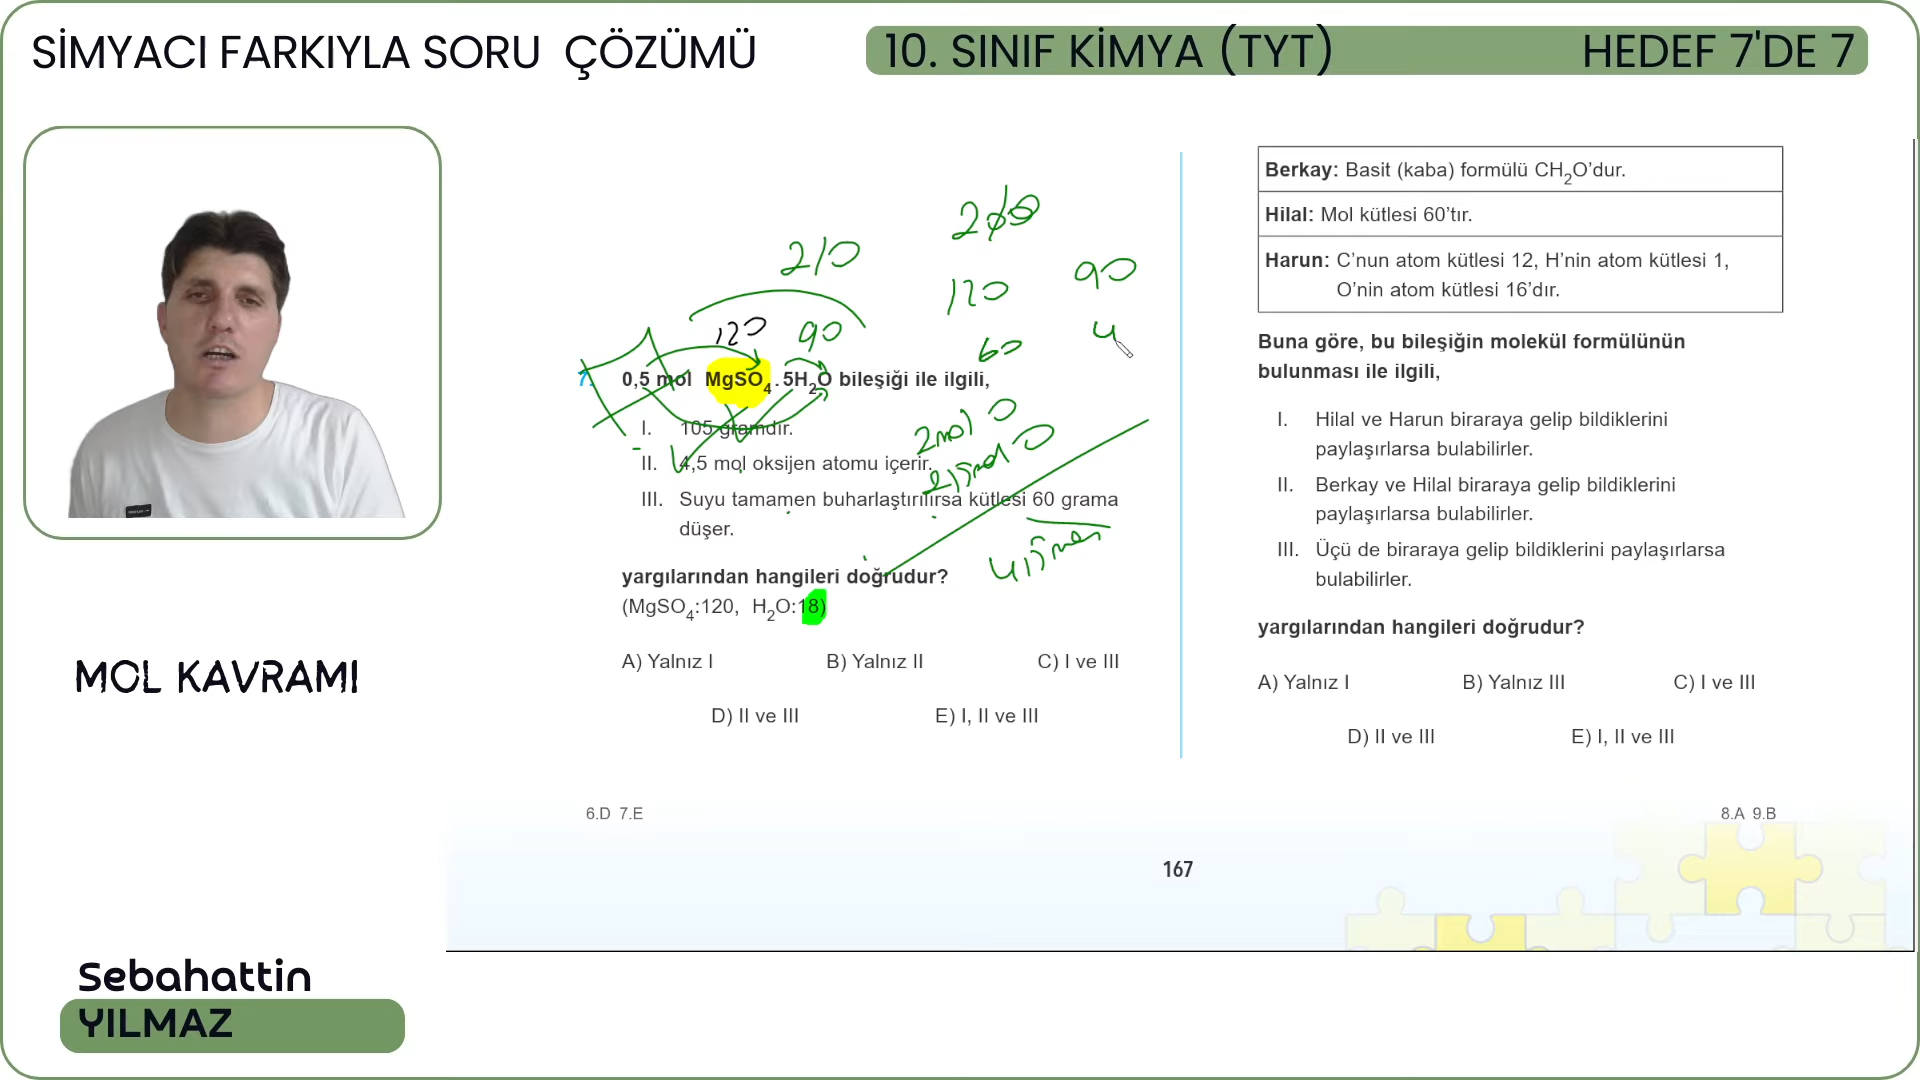 SİMYACI FARKIYLA SORU ÇÖZÜMÜ
10. SINIF KİMYA (TYT)
HEDEF 7'DE 7
MOL KAVRAMI
Sebahattin
YILMAZ
210
120
90
210
120
60
90
4
7.
0,5 mol MgSO4.5H2O bileşiği ile ilgili,
I. 105 gramdır.
II. 4,5 mol oksijen atomu içerir.
III. Suyu tamamen buharlaştırılırsa kütlesi 60 grama
düşer.
2 mol O
2,5 mol O
yargılarından hangileri doğrudur?
(MgSO4:120, H2O:18)
A) Yalnız I
B) Yalnız II
C) I ve III
D) II ve III
E) I, II ve III
6.D 7.E
Berkay: Basit (kaba) formülü CH2O’dur.
Hilal: Mol kütlesi 60’tır.
Harun: C’nun atom kütlesi 12, H’nin atom kütlesi 1,
O’nin atom kütlesi 16’dır.
Buna göre, bu bileşiğin molekül formülünün
bulunması ile ilgili,
I. Hilal ve Harun biraraya gelip bildiklerini
paylaşırlarsa bulabilirler.
II. Berkay ve Hilal biraraya gelip bildiklerini
paylaşırlarsa bulabilirler.
III. Üçü de biraraya gelip bildiklerini paylaşırlarsa
bulabilirler.
yargılarından hangileri doğrudur?
A) Yalnız I
B) Yalnız III
C) I ve III
D) II ve III
E) I, II ve III
8.A 9.B
167